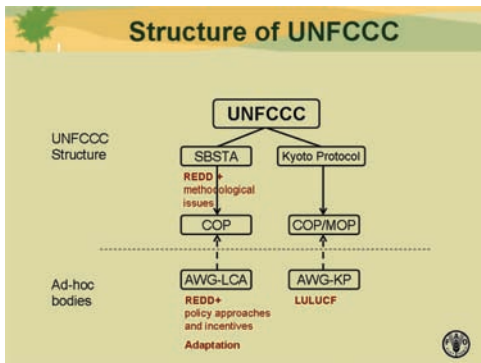 Structure of UNFCCC
UNFCCC
UNFCCC
Structure
SBSTA
Kyoto Protocol
REDD +
methodological
issues
COP
COP/MOP
Ad-hoc
bodies
AWG-LCA
AWG-KP
REDD+
policy approaches
and incentives
Adaptation
LULUCF